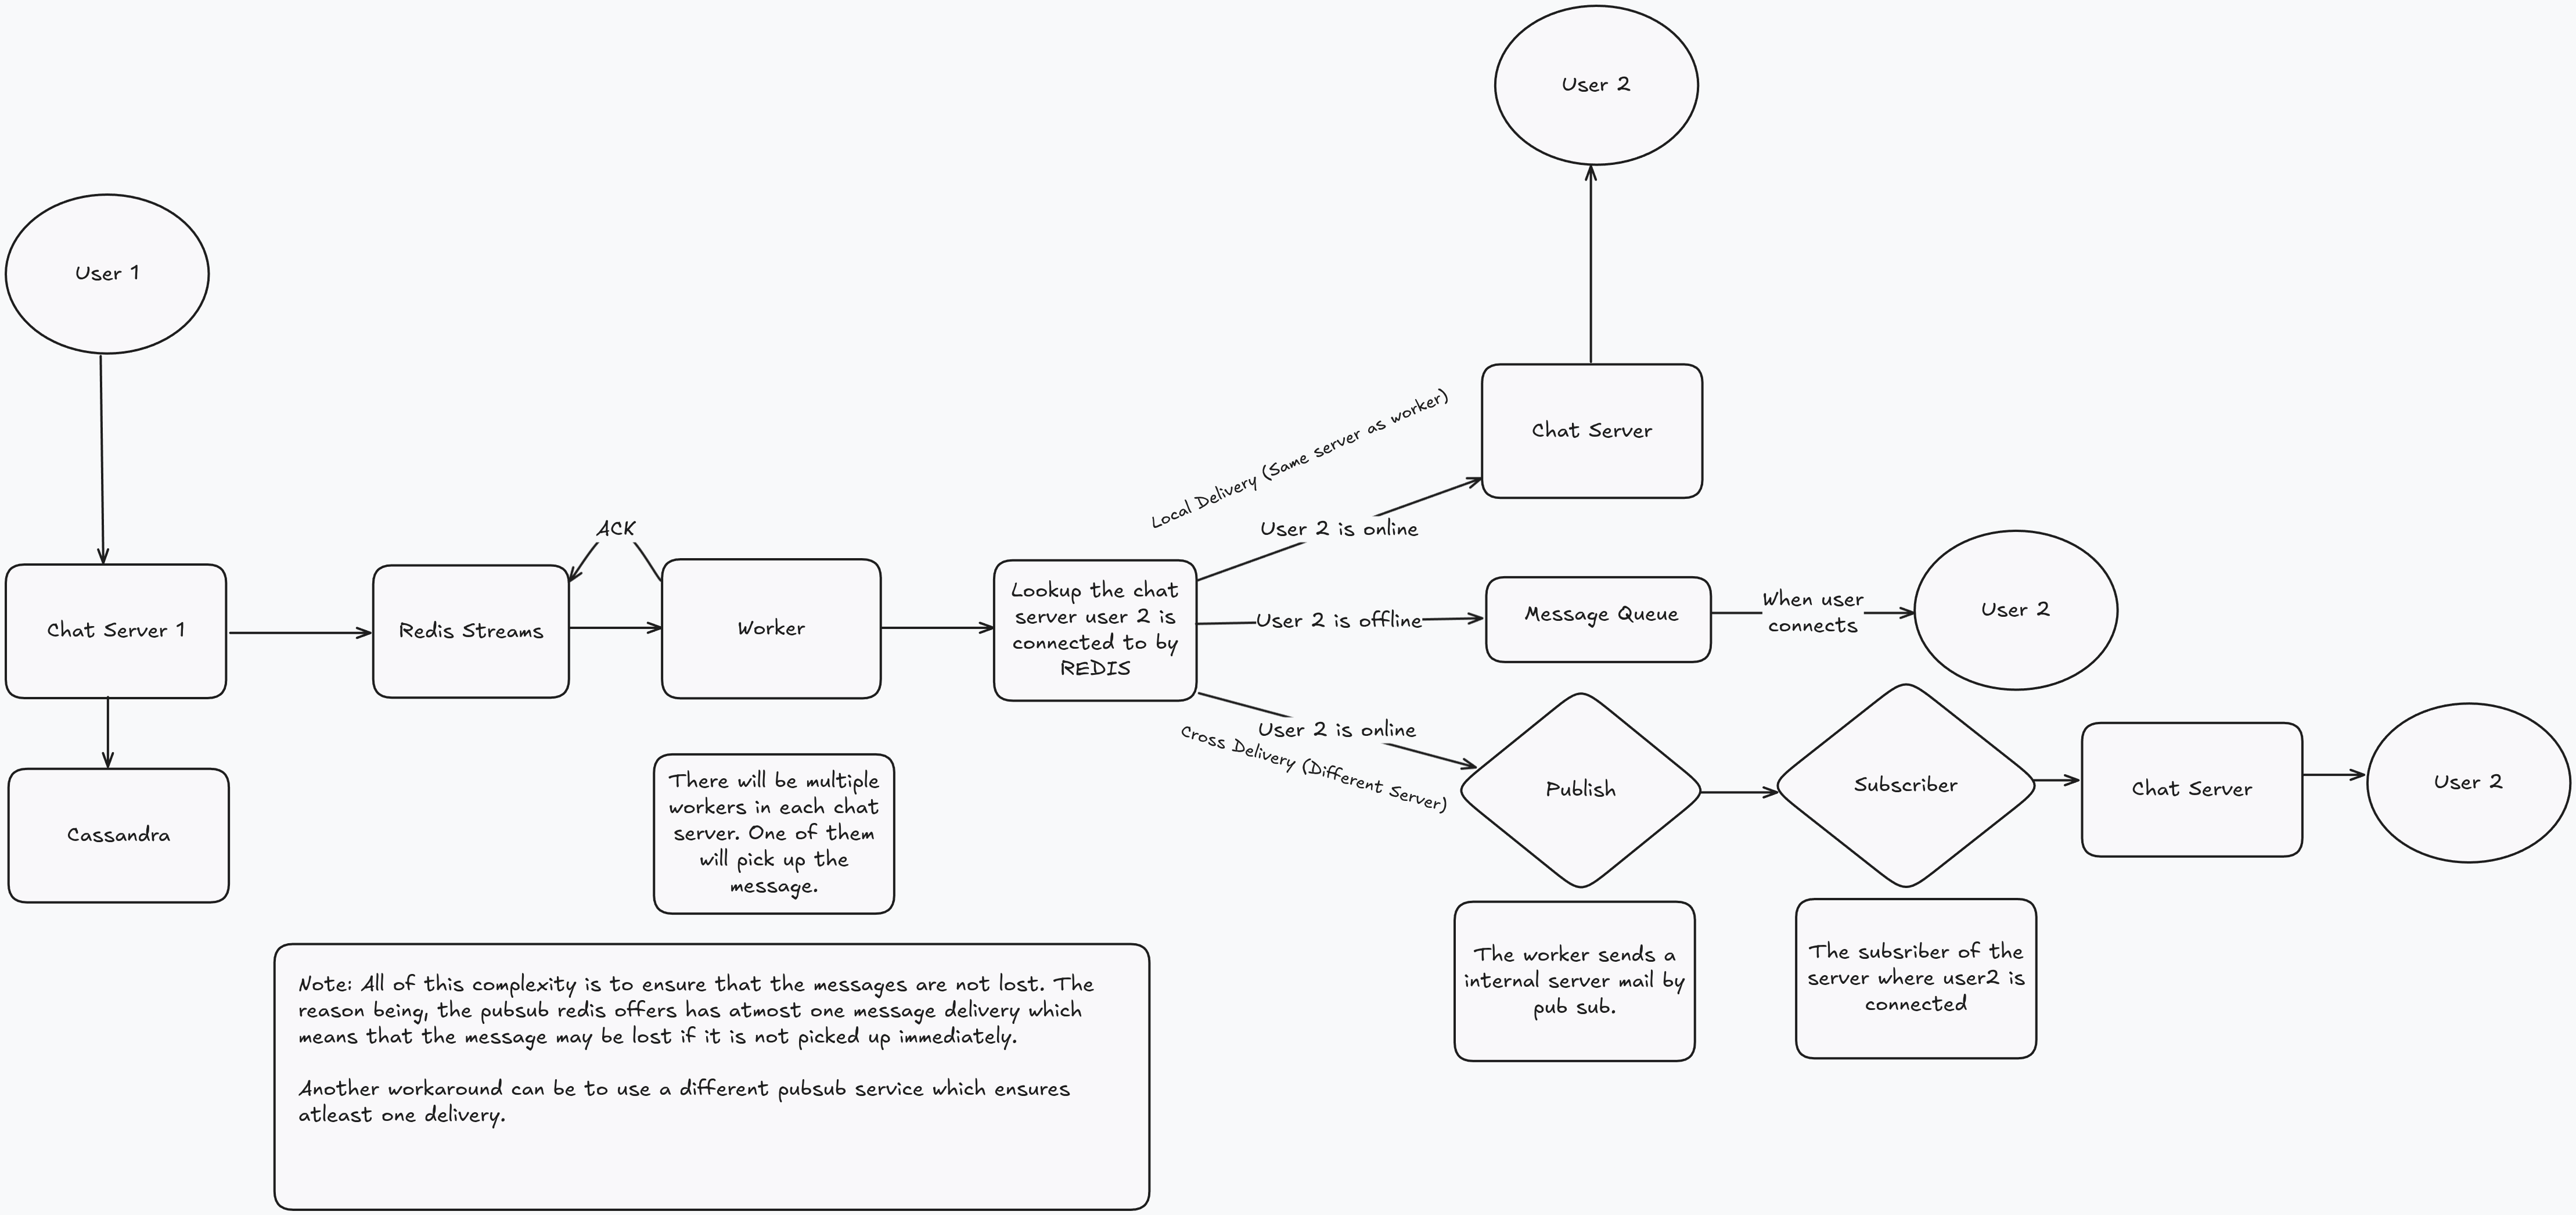 User 2
User 1
Chat Server
Local Delivery (Same server as worker)
User 2 is online
ACK
Chat Server 1
Redis Streams
Worker
Lookup the chat
server user 2 is
connected to by
REDIS
User 2 is offline
Message Queue
When user
connects
User 2
User 2 is online
Cross Delivery (Different Server)
Publish
Subscriber
Chat Server
User 2
Cassandra
There will be multiple
workers in each chat
server. One of them
will pick up the
message.
The worker sends a
internal server mail by
pub sub.
The subsriber of the
server where user2 is
connected
Note: All of this complexity is to ensure that the messages are not lost. The
reason being, the pubsub redis offers has atmost one message delivery which
means that the message may be lost if it is not picked up immediately.
Another workaround can be to use a different pubsub service which ensures
atleast one delivery.